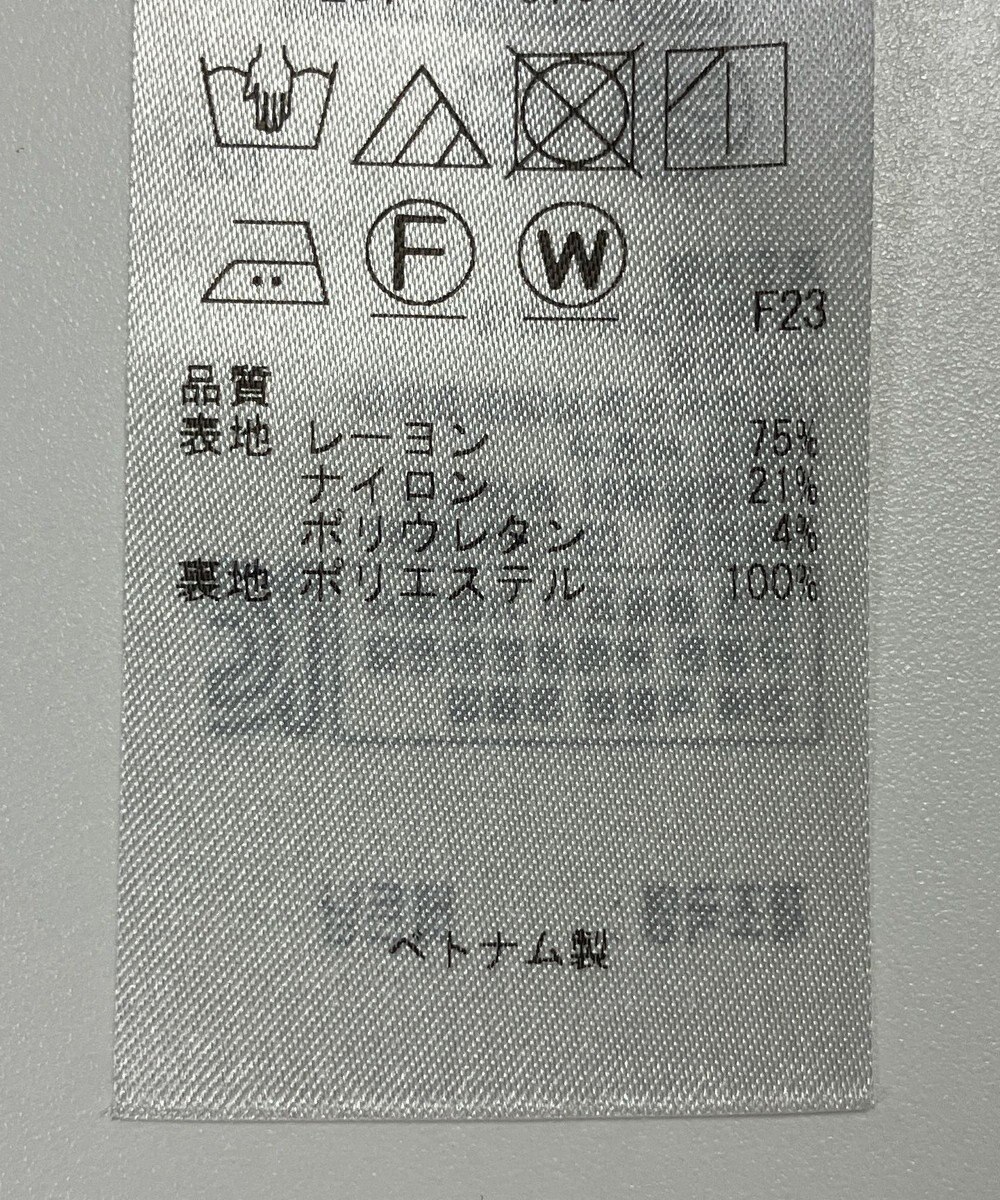 F W
F23
品質
表地 レーヨン 75%
ナイロン 21%
ポリウレタン 4%
裏地 ポリエステル 100%
ベトナム製